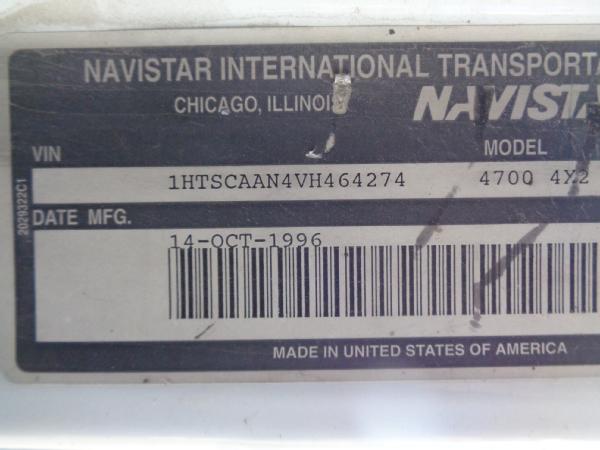 NAVISTAR INTERNATIONAL TRANSPORTA
CHICAGO, ILLINOIS NAVISTA
VIN MODEL
1HTSCAAN4VH464274 4700 4X2
DATE MFG.
14-OCT-1996
MADE IN UNITED STATES OF AMERICA
2029322C1